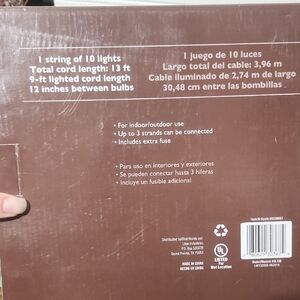 1 string of 10 lights
Total cord length: 13 ft
9-ft lighted cord length
12 inches between bulbs
1 juego de 10 luces
Largo total del cable: 3,96 m
Cable iluminado de 2,74 m de largo
30,48 cm entre las bombillas
• For indoor/outdoor use
• Up to 3 strands can be connected
• Includes extra fuse
• Para uso en interiores y exteriores
• Se pueden conectar hasta 3 hileras
• Incluye un fusible adicional
MADE IN CHINA
HECHO EN CHINA
UL
LISTED
For
Not Location